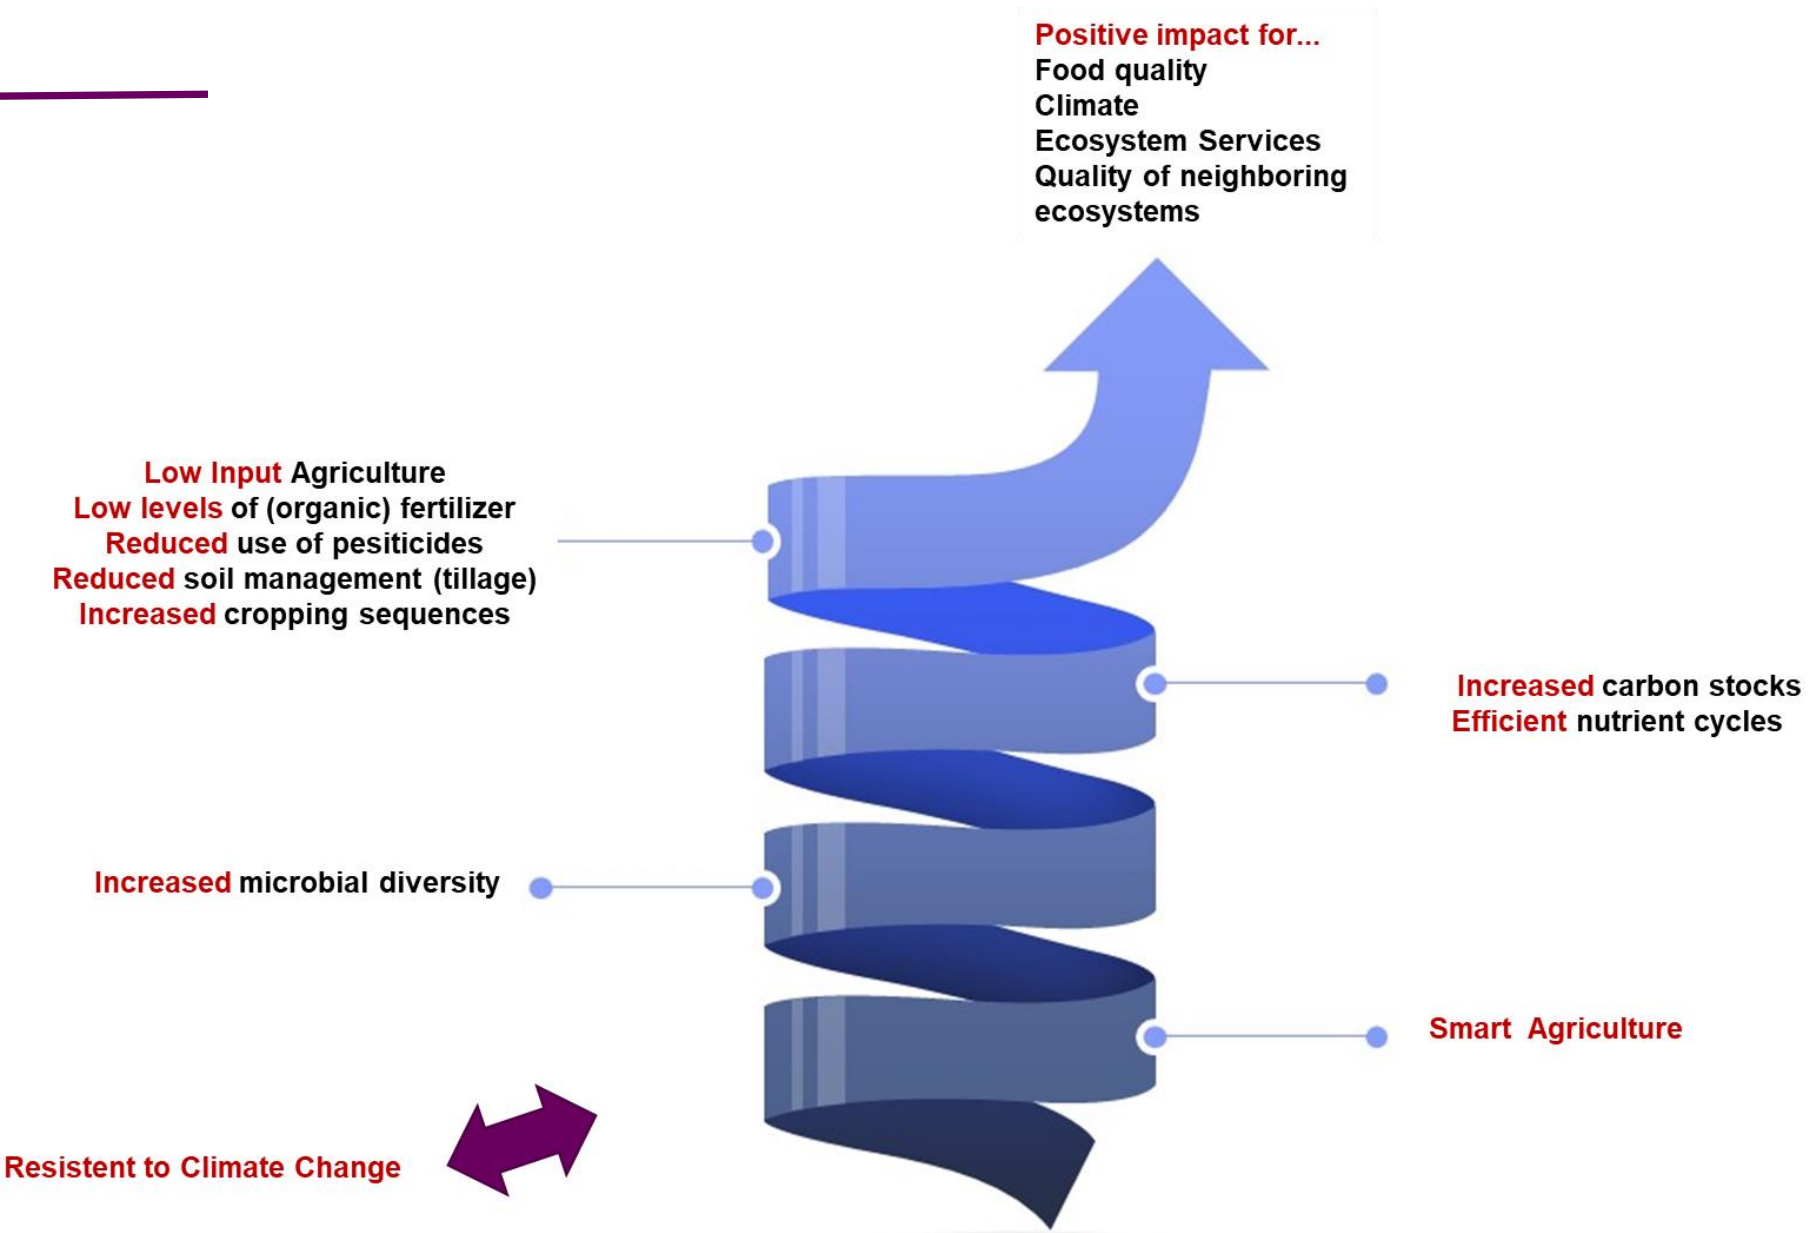 Positive impact for...
Food quality
Climate
Ecosystem Services
Quality of neighboring
ecosystems
Low Input Agriculture
Low levels of (organic) fertilizer
Reduced use of pesiticides
Reduced soil management (tillage)
Increased cropping sequences
Increased carbon stocks
Efficient nutrient cycles
Increased microbial diversity
Smart Agriculture
Resistent to Climate Change